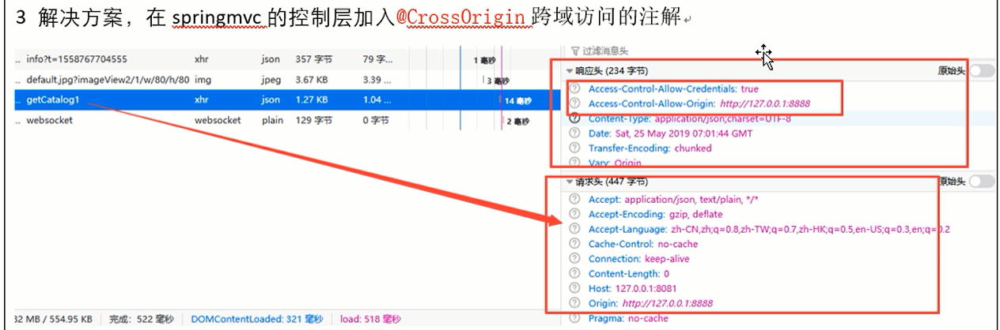 3 解决方案，在 springmvc 的控制层加入@CrossOrigin 跨域访问的注解
... info?t=1558767704555 xhr json 357 字节 79 字... 1 毫秒
... default.jpg?imageView2/1/w/80/h/80 img jpeg 3.67 KB 3.39 ... 3 毫秒
... getCatalog1 xhr json 1.27 KB 1.04 ... 14 毫秒
... websocket websocket plain 129 字节 0 字节 2 毫秒
过滤消息头
响应头 (234 字节) 原始头
Access-Control-Allow-Credentials: true
Access-Control-Allow-Origin: http://127.0.0.1:8888
Content-Type: application/json;charset=UTF-8
Date: Sat, 25 May 2019 07:01:44 GMT
Transfer-Encoding: chunked
Vary: Origin
请求头 (447 字节) 原始头
Accept: application/json, text/plain, */*
Accept-Encoding: gzip, deflate
Accept-Language: zh-CN,zh;q=0.8,zh-TW;q=0.7,zh-HK;q=0.5,en-US;q=0.3,en;q=0.2
Cache-Control: no-cache
Connection: keep-alive
Content-Length: 0
Host: 127.0.0.1:8081
Origin: http://127.0.0.1:8888
Pragma: no-cache
32 MB / 554.95 KB 完成: 522 毫秒 DOMContentLoaded: 321 毫秒 load: 518 毫秒